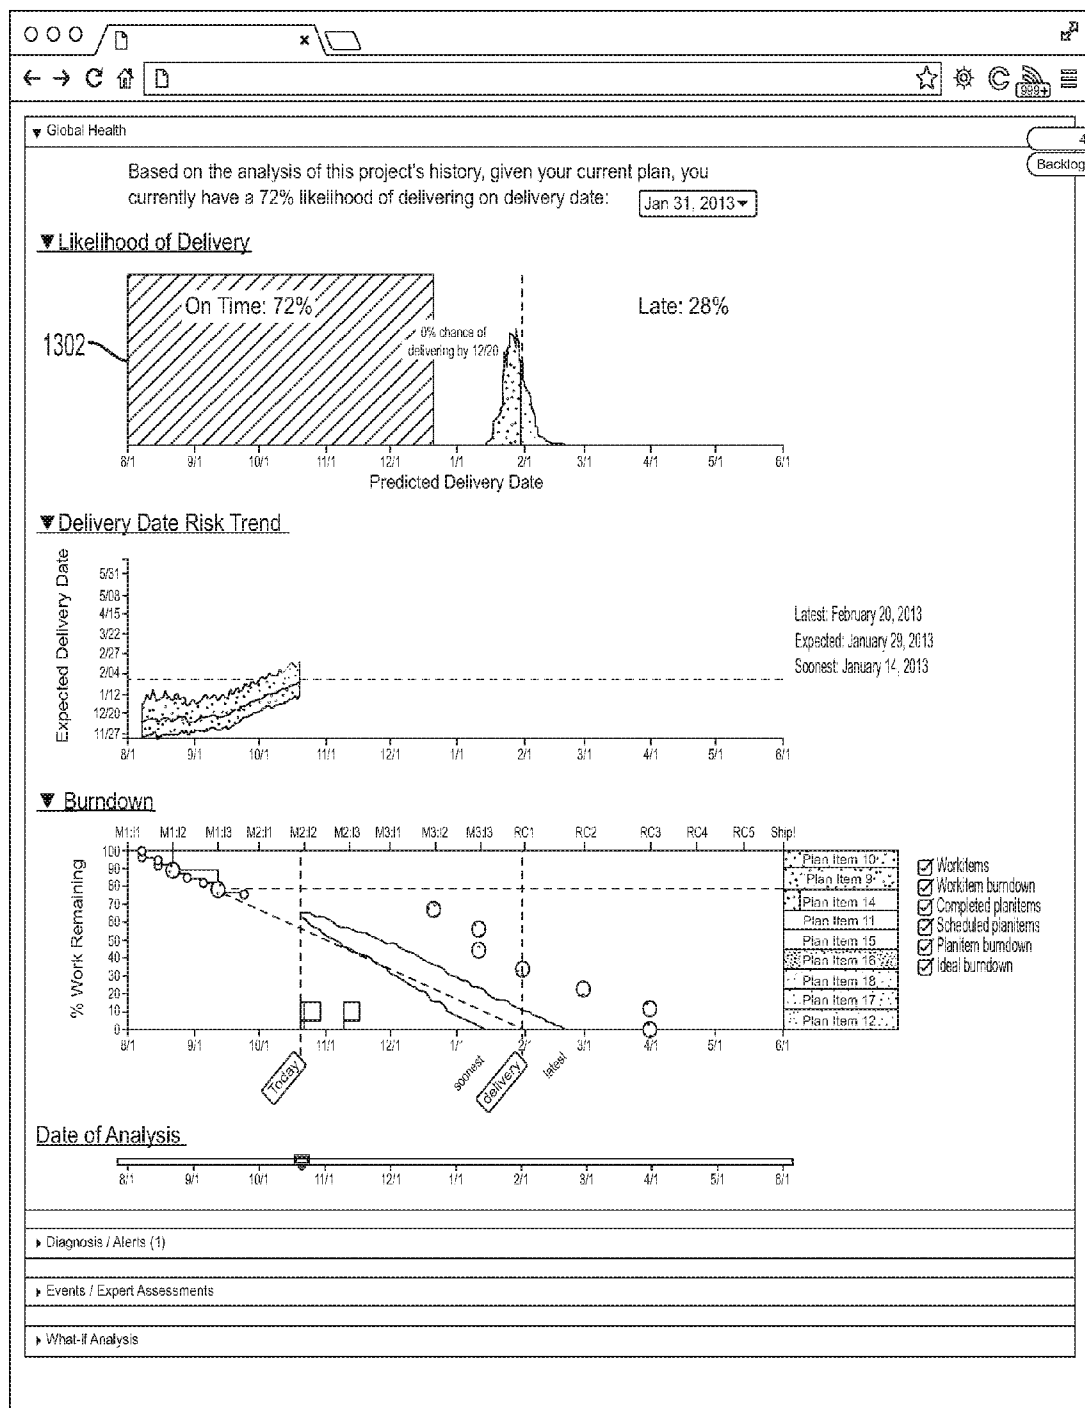 999+
Global Health
4
Backlog
Based on the analysis of this project's history, given your current plan, you
currently have a 72% likelihood of delivering on delivery date:
Jan 31, 2013
Likelihood of Delivery
On Time: 72%
Late: 28%
0% chance of
delivering by 12/20
1302
8/1 9/1 10/1 11/1 12/1 1/1 2/1 3/1 4/1 5/1 6/1
Predicted Delivery Date
Delivery Date Risk Trend
Expected Delivery Date
5/31
5/08
4/15
3/22
2/27
2/04
1/12
12/20
11/27
8/1 9/1 10/1 11/1 12/1 1/1 2/1 3/1 4/1 5/1 6/1
Latest: February 20, 2013
Expected: January 29, 2013
Soonest: January 14, 2013
Burndown
M1:I1 M1:I2 M1:I3 M2:I1 M2:I2 M2:I3 M3:I1 M3:I2 M3:I3 RC1 RC2 RC3 RC4 RC5 Ship!
% Work Remaining
100
90
80
70
60
50
40
30
20
10
0
8/1 9/1 10/1 11/1 12/1 1/1 2/1 3/1 4/1 5/1 6/1
Plan Item 10
Plan Item 9
Plan Item 14
Plan Item 11
Plan Item 15
Plan Item 16
Plan Item 18
Plan Item 17
Plan Item 12
Workitems
Workitem burndown
Completed planitems
Scheduled planitems
Planitem burndown
Ideal burndown
Today
soonest
delivery
latest
Date of Analysis
8/1 9/1 10/1 11/1 12/1 1/1 2/1 3/1 4/1 5/1 6/1
Diagnosis / Alerts (1)
Events / Expert Assessments
What-if Analysis